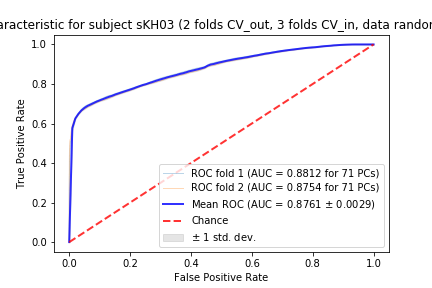 aracteristic for subject sKH03 (2 folds CV_out, 3 folds CV_in, data random
1.0
0.8
0.6
0.4
0.2
0.0
True Positive Rate
ROC fold 1 (AUC = 0.8812 for 71 PCs)
ROC fold 2 (AUC = 0.8754 for 71 PCs)
Mean ROC (AUC = 0.8761 ± 0.0029)
Chance
± 1 std. dev.
0.0 0.2 0.4 0.6 0.8 1.0
False Positive Rate